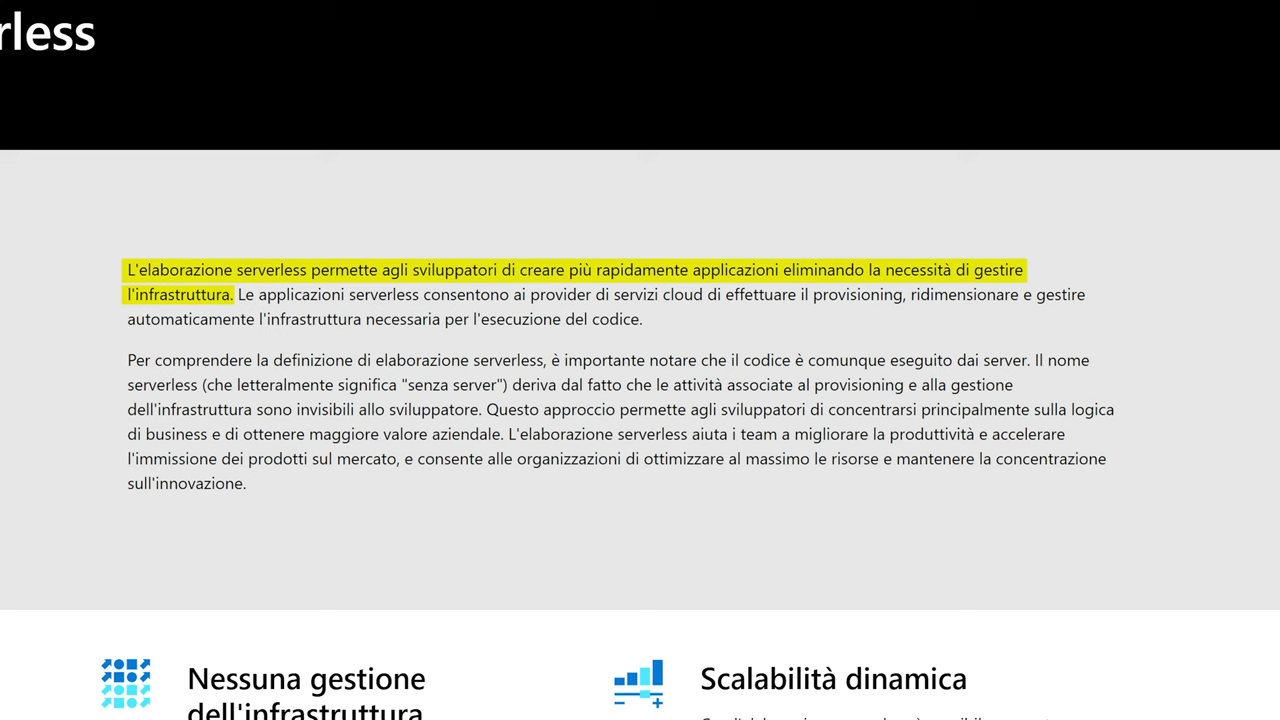 rless
L'elaborazione serverless permette agli sviluppatori di creare più rapidamente applicazioni eliminando la necessità di gestire
l'infrastruttura. Le applicazioni serverless consentono ai provider di servizi cloud di effettuare il provisioning, ridimensionare e gestire
automaticamente l'infrastruttura necessaria per l'esecuzione del codice.
Per comprendere la definizione di elaborazione serverless, è importante notare che il codice è comunque eseguito dai server. Il nome
serverless (che letteralmente significa "senza server") deriva dal fatto che le attività associate al provisioning e alla gestione
dell'infrastruttura sono invisibili allo sviluppatore. Questo approccio permette agli sviluppatori di concentrarsi principalmente sulla logica
di business e di ottenere maggiore valore aziendale. L'elaborazione serverless aiuta i team a migliorare la produttività e accelerare
l'immissione dei prodotti sul mercato, e consente alle organizzazioni di ottimizzare al massimo le risorse e mantenere la concentrazione
sull'innovazione.
Nessuna gestione
dell'infrastruttura
Scalabilità dinamica